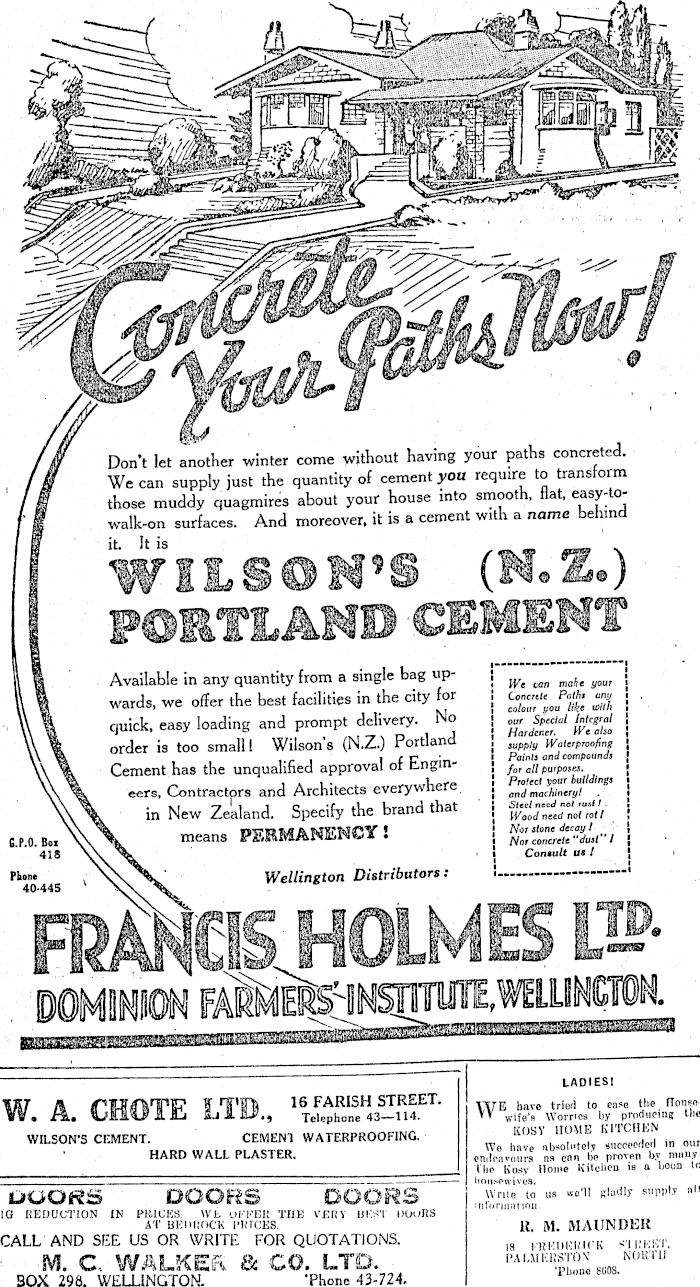 Concrete
Your Paths Now!
Don't let another winter come without having your paths concreted.
We can supply just the quantity of cement you require to transform
those muddy quagmires about your house into smooth, flat, easy-to-
walk-on surfaces. And moreover, it is a cement with a name behind
it. It is
WILSON'S (N.Z.)
PORTLAND CEMENT
Available in any quantity from a single bag up-
wards, we offer the best facilities in the city for
quick, easy loading and prompt delivery. No
order is too small! Wilson's (N.Z.) Portland
Cement has the unqualified approval of Engin-
eers, Contractors and Architects everywhere
in New Zealand. Specify the brand that
means PERMANENCY!
We can make your
Concrete Paths any
colour you like with
our Special Integral
Hardener. We also
supply Waterproofing
Paints and compounds
for all purposes.
Protect your buildings
and machinery!
Steel need not rust!
Wood need not rot!
Nor stone decay!
Nor concrete "dust"!
Consult us!
G.P.O. Box
418
Phone
40-445
Wellington Distributors:
FRANCIS HOLMES LTD.
DOMINION FARMERS' INSTITUTE, WELLINGTON.
W. A. CHOTE LTD.,
16 FARISH STREET.
Telephone 43—114.
WILSON'S CEMENT. CEMENT WATERPROOFING.
HARD WALL PLASTER.
DOORS DOORS DOORS
IG REDUCTION IN PRICES. WE OFFER THE VERY BEST DOORS
AT BEDROCK PRICES.
CALL AND SEE US OR WRITE FOR QUOTATIONS.
M. C. WALKER & CO. LTD.
BOX 298, WELLINGTON. 'Phone 43-724.
LADIES!
WE have tried to ease the House-
wife's Worries by producing the
KOSY HOME KITCHEN
We have absolutely succeeded in our
endeavours as can be proven by many.
The Kosy Home Kitchen is a boon to
housewives.
Write to us we'll gladly supply all
information.
R. M. MAUNDER
18 FREDERICK STREET,
PALMERSTON NORTH
'Phone 8608.